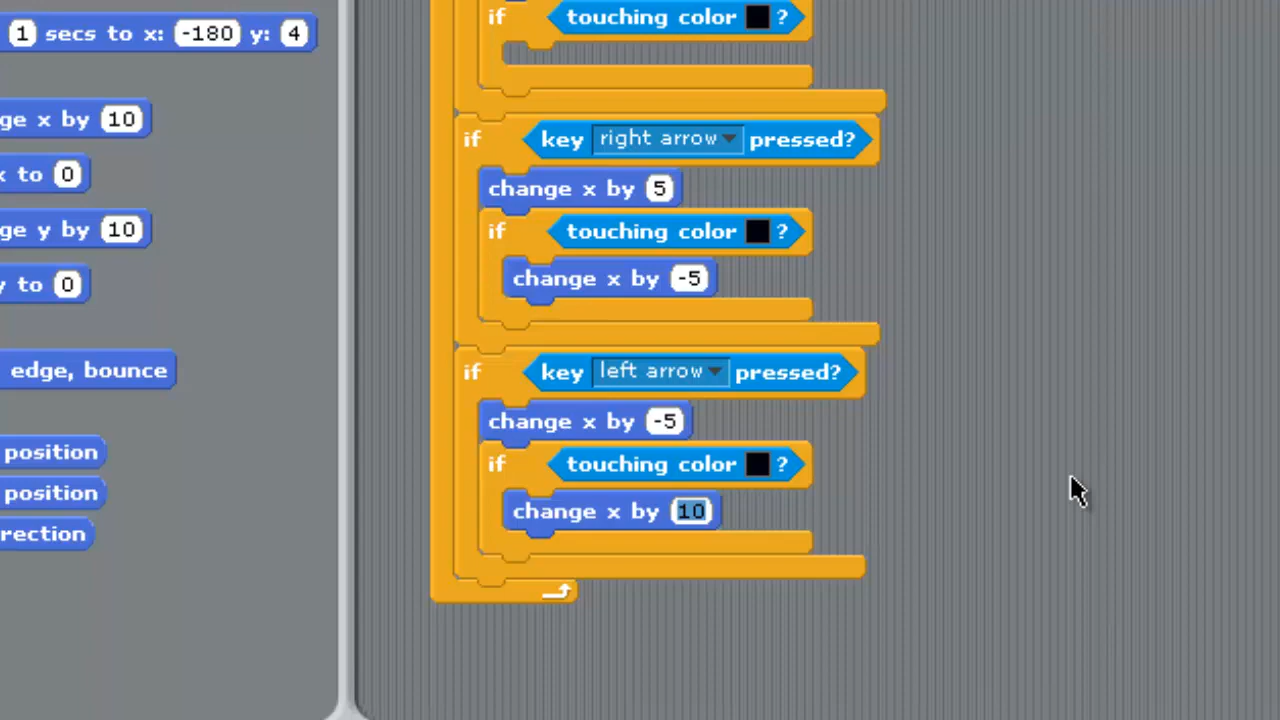 1 secs to x: -180 y: 4
ge x by 10
to 0
ge y by 10
to 0
edge, bounce
position
position
rection
if touching color ?
if key right arrow pressed?
change x by 5
if touching color ?
change x by -5
if key left arrow pressed?
change x by -5
if touching color ?
change x by 10